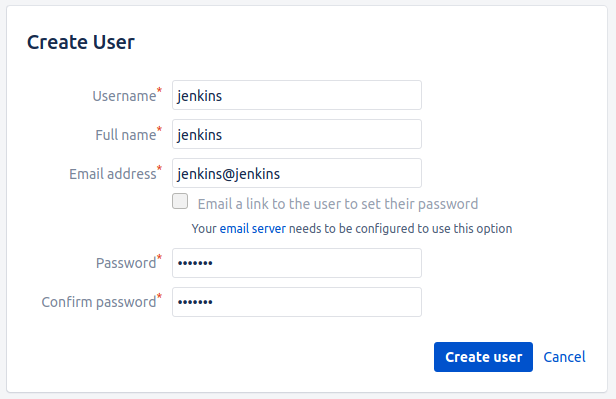 Create User
Username* jenkins
Full name* jenkins
Email address* jenkins@jenkins
Email a link to the user to set their password
Your email server needs to be configured to use this option
Password* •••••••
Confirm password* •••••••
Create user Cancel